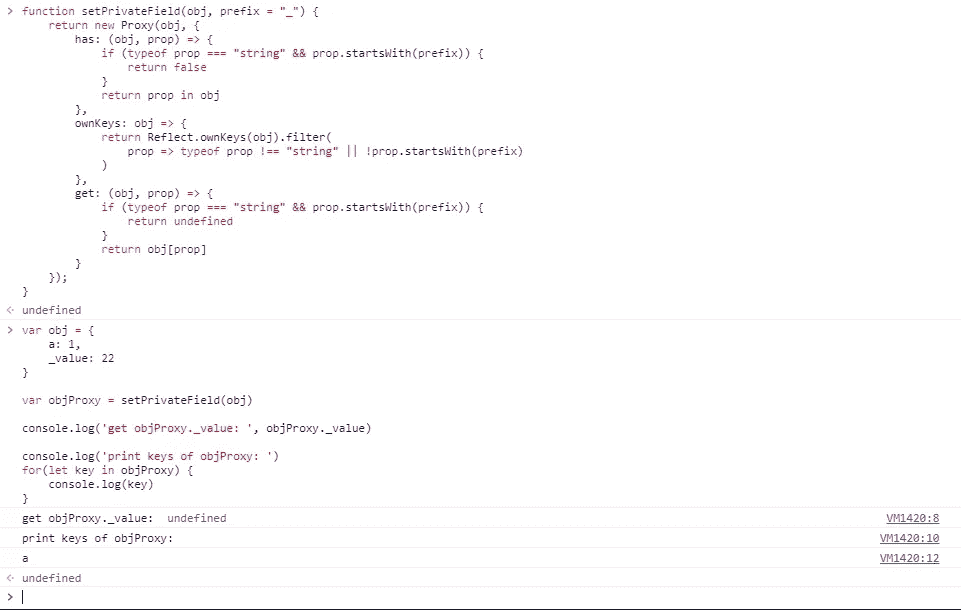 > function setPrivateField(obj, prefix = "_") {
return new Proxy(obj, {
has: (obj, prop) => {
if (typeof prop === "string" && prop.startsWith(prefix)) {
return false
}
return prop in obj
},
ownKeys: obj => {
return Reflect.ownKeys(obj).filter(
prop => typeof prop !== "string" || !prop.startsWith(prefix)
)
},
get: (obj, prop) => {
if (typeof prop === "string" && prop.startsWith(prefix)) {
return undefined
}
return obj[prop]
}
});
}
undefined
> var obj = {
a: 1,
_value: 22
}
var objProxy = setPrivateField(obj)
console.log('get objProxy._value: ', objProxy._value)
console.log('print keys of objProxy: ')
for(let key in objProxy) {
console.log(key)
}
get objProxy._value: undefined VM1420:8
print keys of objProxy: VM1420:10
a VM1420:12
undefined
>